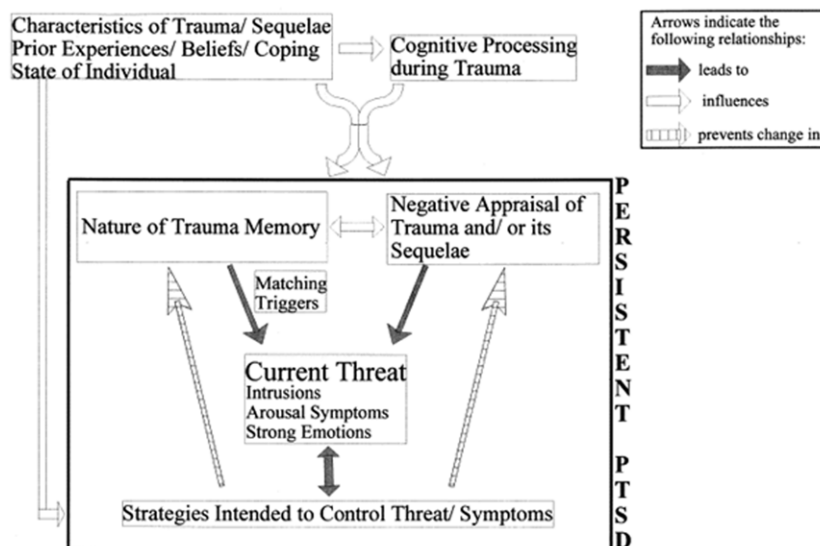 Characteristics of Trauma/ Sequelae
Prior Experiences/ Beliefs/ Coping
State of Individual
Cognitive Processing
during Trauma
Arrows indicate the
following relationships:
leads to
influences
prevents change in
Nature of Trauma Memory
Negative Appraisal of
Trauma and/ or its
Sequelae
Matching
Triggers
Current Threat
Intrusions
Arousal Symptoms
Strong Emotions
Strategies Intended to Control Threat/ Symptoms
PERSISTENT PTSD